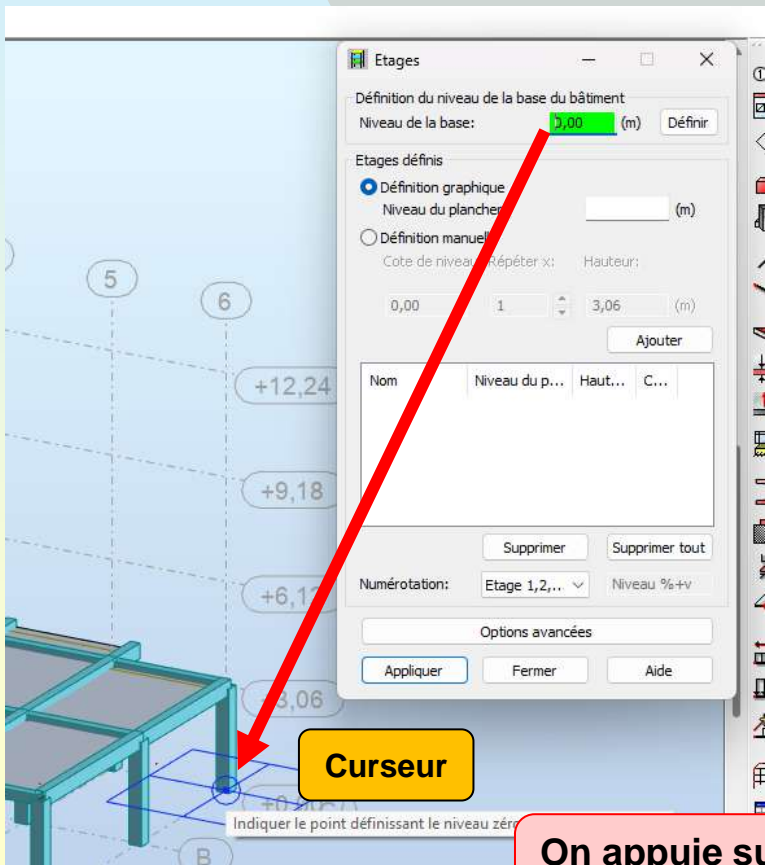 Etages
Définition du niveau de la base du bâtiment
Niveau de la base: 0,00 (m) Définir
Etages définis
Définition graphique
Niveau du plancher (m)
Définition manuelle
Cote de niveau Répéter x: Hauteur:
0,00 1 3,06 (m)
Ajouter
Nom Niveau du p... Haut... C...
Supprimer Supprimer tout
Numérotation: Etage 1,2,... Niveau %+v
Options avancées
Appliquer Fermer Aide
5
6
+12,24
+9,18
+6,12
+3,06
Curseur
+0,00
Indiquer le point définissant le niveau zéro
B
On appuie su